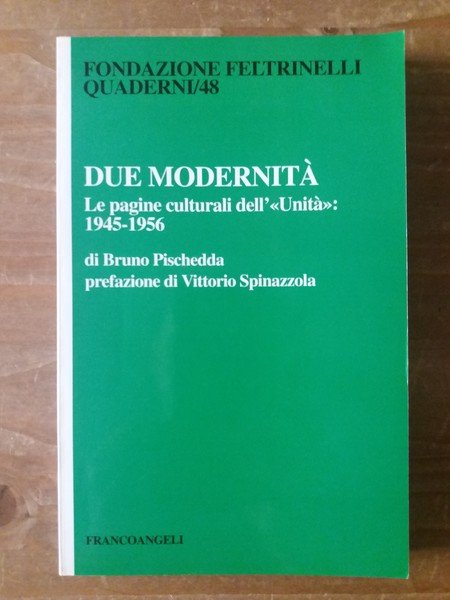 FONDAZIONE FELTRINELLI
QUADERNI/48
DUE MODERNITÀ
Le pagine culturali dell'«Unità»:
1945-1956
di Bruno Pischedda
prefazione di Vittorio Spinazzola
FRANCOANGELI